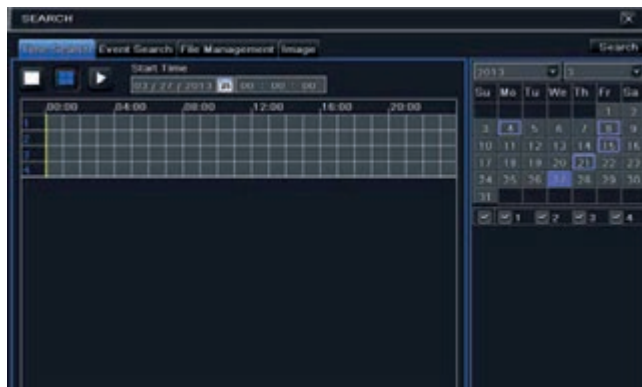 SEARCH
Time Search Event Search File Management Image Search
Start Time
03 / 27 / 2013 00 : 00 : 00
2013 3
00:00 04:00 08:00 12:00 16:00 20:00
1
2
3
4
Su Mo Tu We Th Fr Sa
1 2
3 4 5 6 7 8 9
10 11 12 13 14 15 16
17 18 19 20 21 22 23
24 25 26 27 28 29 30
31
1 2 3 4